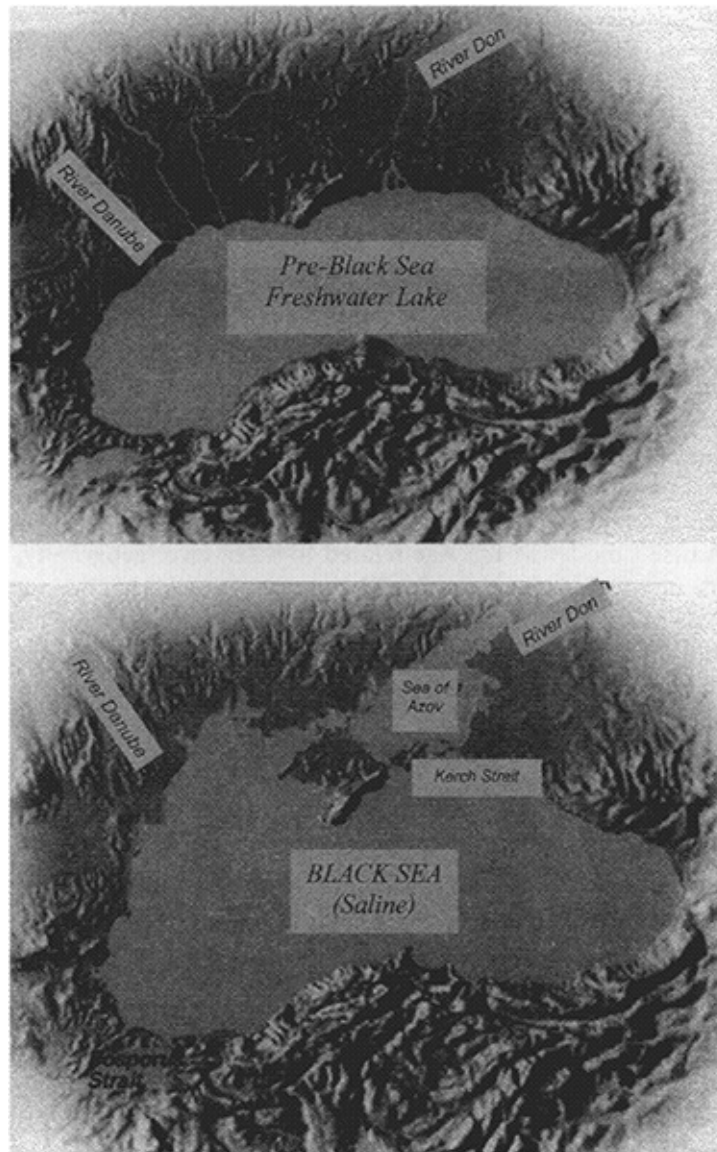 River Don
River Danube
Pre-Black Sea
Freshwater Lake
River Don
River Danube
Sea of
Azov
Kerch Strait
BLACK SEA
(Saline)
Strait